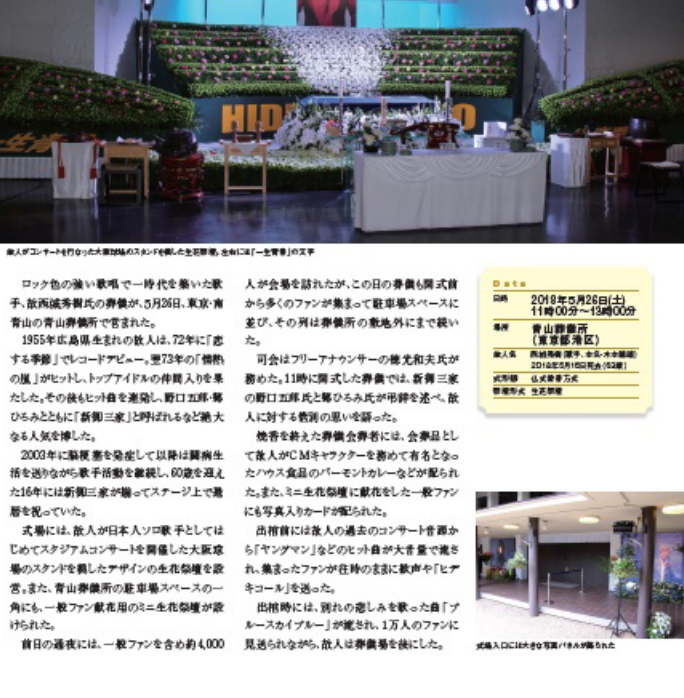 HID
O
一生青
故人がコンサートを行なった大阪球場のスタンドを模した生花祭壇。左右には「一生青春」の文字
ロック色の強い歌唱で一時代を築いた歌
手、故西城秀樹氏の葬儀が、5月26日、東京・南
青山の青山葬儀所で営まれた。
1955年広島県生まれの故人は、72年に「恋
する季節」でレコードデビュー。翌73年の「情熱
の嵐」がヒットし、トップアイドルの仲間入りを果
たした。その後もヒット曲を連発し、野口五郎・郷
ひろみとともに「新御三家」と呼ばれるなど絶大
なる人気を博した。
2003年に脳梗塞を発症して以降は闘病生
活を送りながら歌手活動を継続し、60歳を迎え
た16年には新御三家が揃ってステージ上で還
暦を祝っていた。
式場には、故人が日本人ソロ歌手としては
じめてスタジアムコンサートを開催した大阪球
場のスタンドを模したデザインの生花祭壇を設
営。また、青山葬儀所の駐車場スペースの一
角にも、一般ファン献花用のミニ生花祭壇が設
けられた。
前日の通夜には、一般ファンを含め約4,000
人が会場を訪れたが、この日の葬儀も開式前
から多くのファンが集まって駐車場スペースに
並び、その列は葬儀所の敷地外にまで続い
た。
司会はフリーアナウンサーの徳光和夫氏が
務めた。11時に開式した葬儀では、新御三家
の野口五郎氏と郷ひろみ氏が弔辞を述べ、故
人に対する惜別の思いを語った。
焼香を終えた葬儀会葬者には、会葬品とし
て故人がCMキャラクターを務めて有名となっ
たハウス食品のバーモントカレーなどが配られ
た。また、ミニ生花祭壇に献花をした一般ファン
にも写真入りカードが配られた。
出棺前には故人の過去のコンサート音源か
ら「ヤングマン」などのヒット曲が大音量で流さ
れ、集まったファンが往時のままに歓声や「ヒデ
キコール」を送った。
出棺時には、別れの悲しみを歌った曲「ブ
ルースカイブルー」が流され、1万人のファンに
見送られながら、故人は葬儀場を後にした。
Data
日時 2018年5月26日(土)
11時00分〜13時00分
場所 青山葬儀所
(東京都港区)
故人名 西城秀樹(歌手、本名・木本龍雄)
2018年5月16日死去(63歳)
式形態 仏式葬儀方式
祭壇形式 生花祭壇
式場入口には大きな写真パネルが飾られた